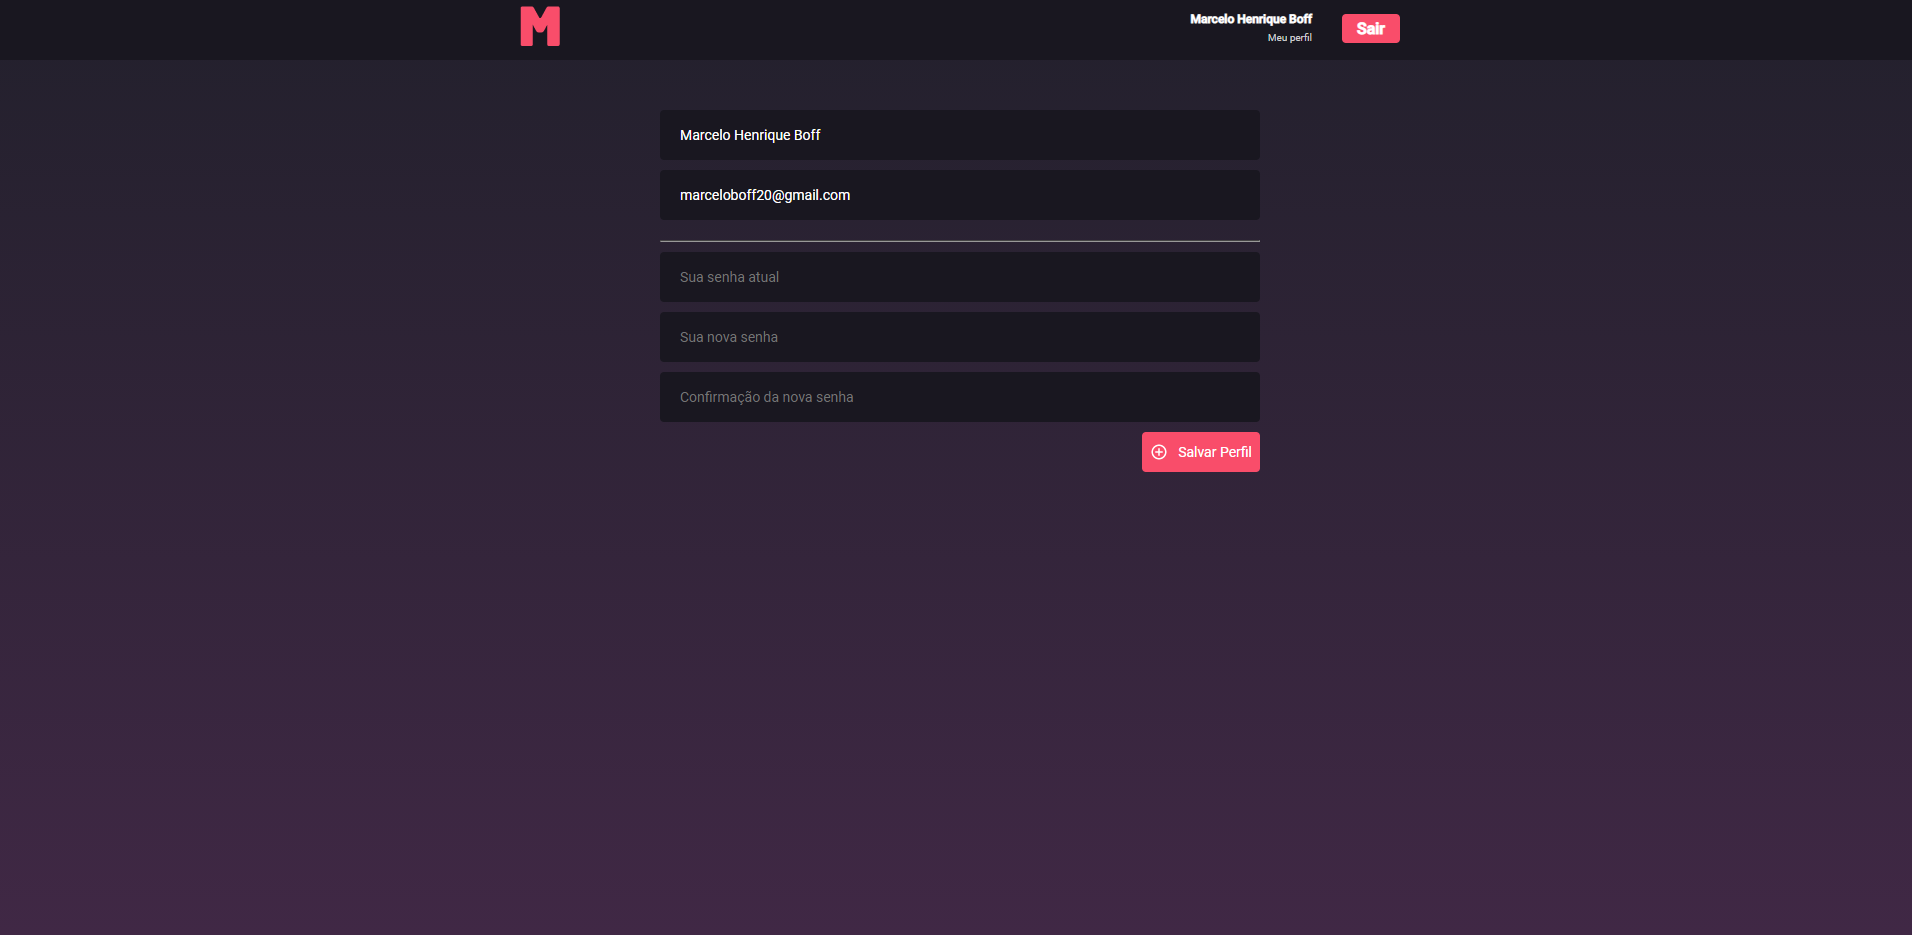 M
Marcelo Henrique Boff
Meu perfil
Sair
Marcelo Henrique Boff
marceloboff20@gmail.com
Sua senha atual
Sua nova senha
Confirmação da nova senha
Salvar Perfil